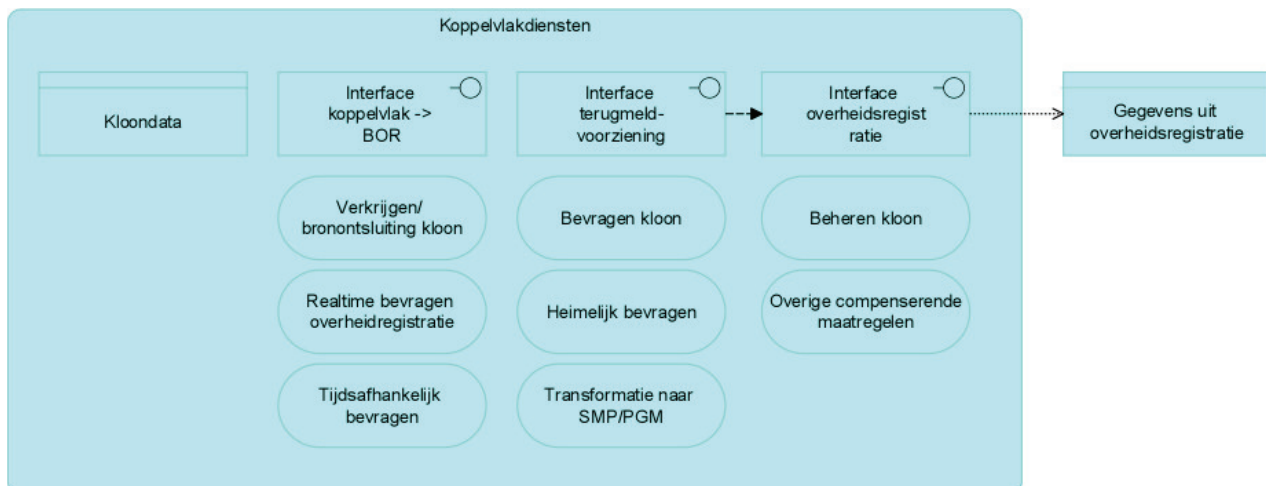 Koppelvlakdiensten
Kloondata
Interface
koppelvlak ->
BOR
Interface
terugmeld-
voorziening
Interface
overheidsregist
ratie
Gegevens uit
overheidsregistratie
Verkrijgen/
bronontsluiting kloon
Bevragen kloon
Beheren kloon
Realtime bevragen
overheidregistratie
Heimelijk bevragen
Overige compenserende
maatregelen
Tijdsafhankelijk
bevragen
Transformatie naar
SMP/PGM